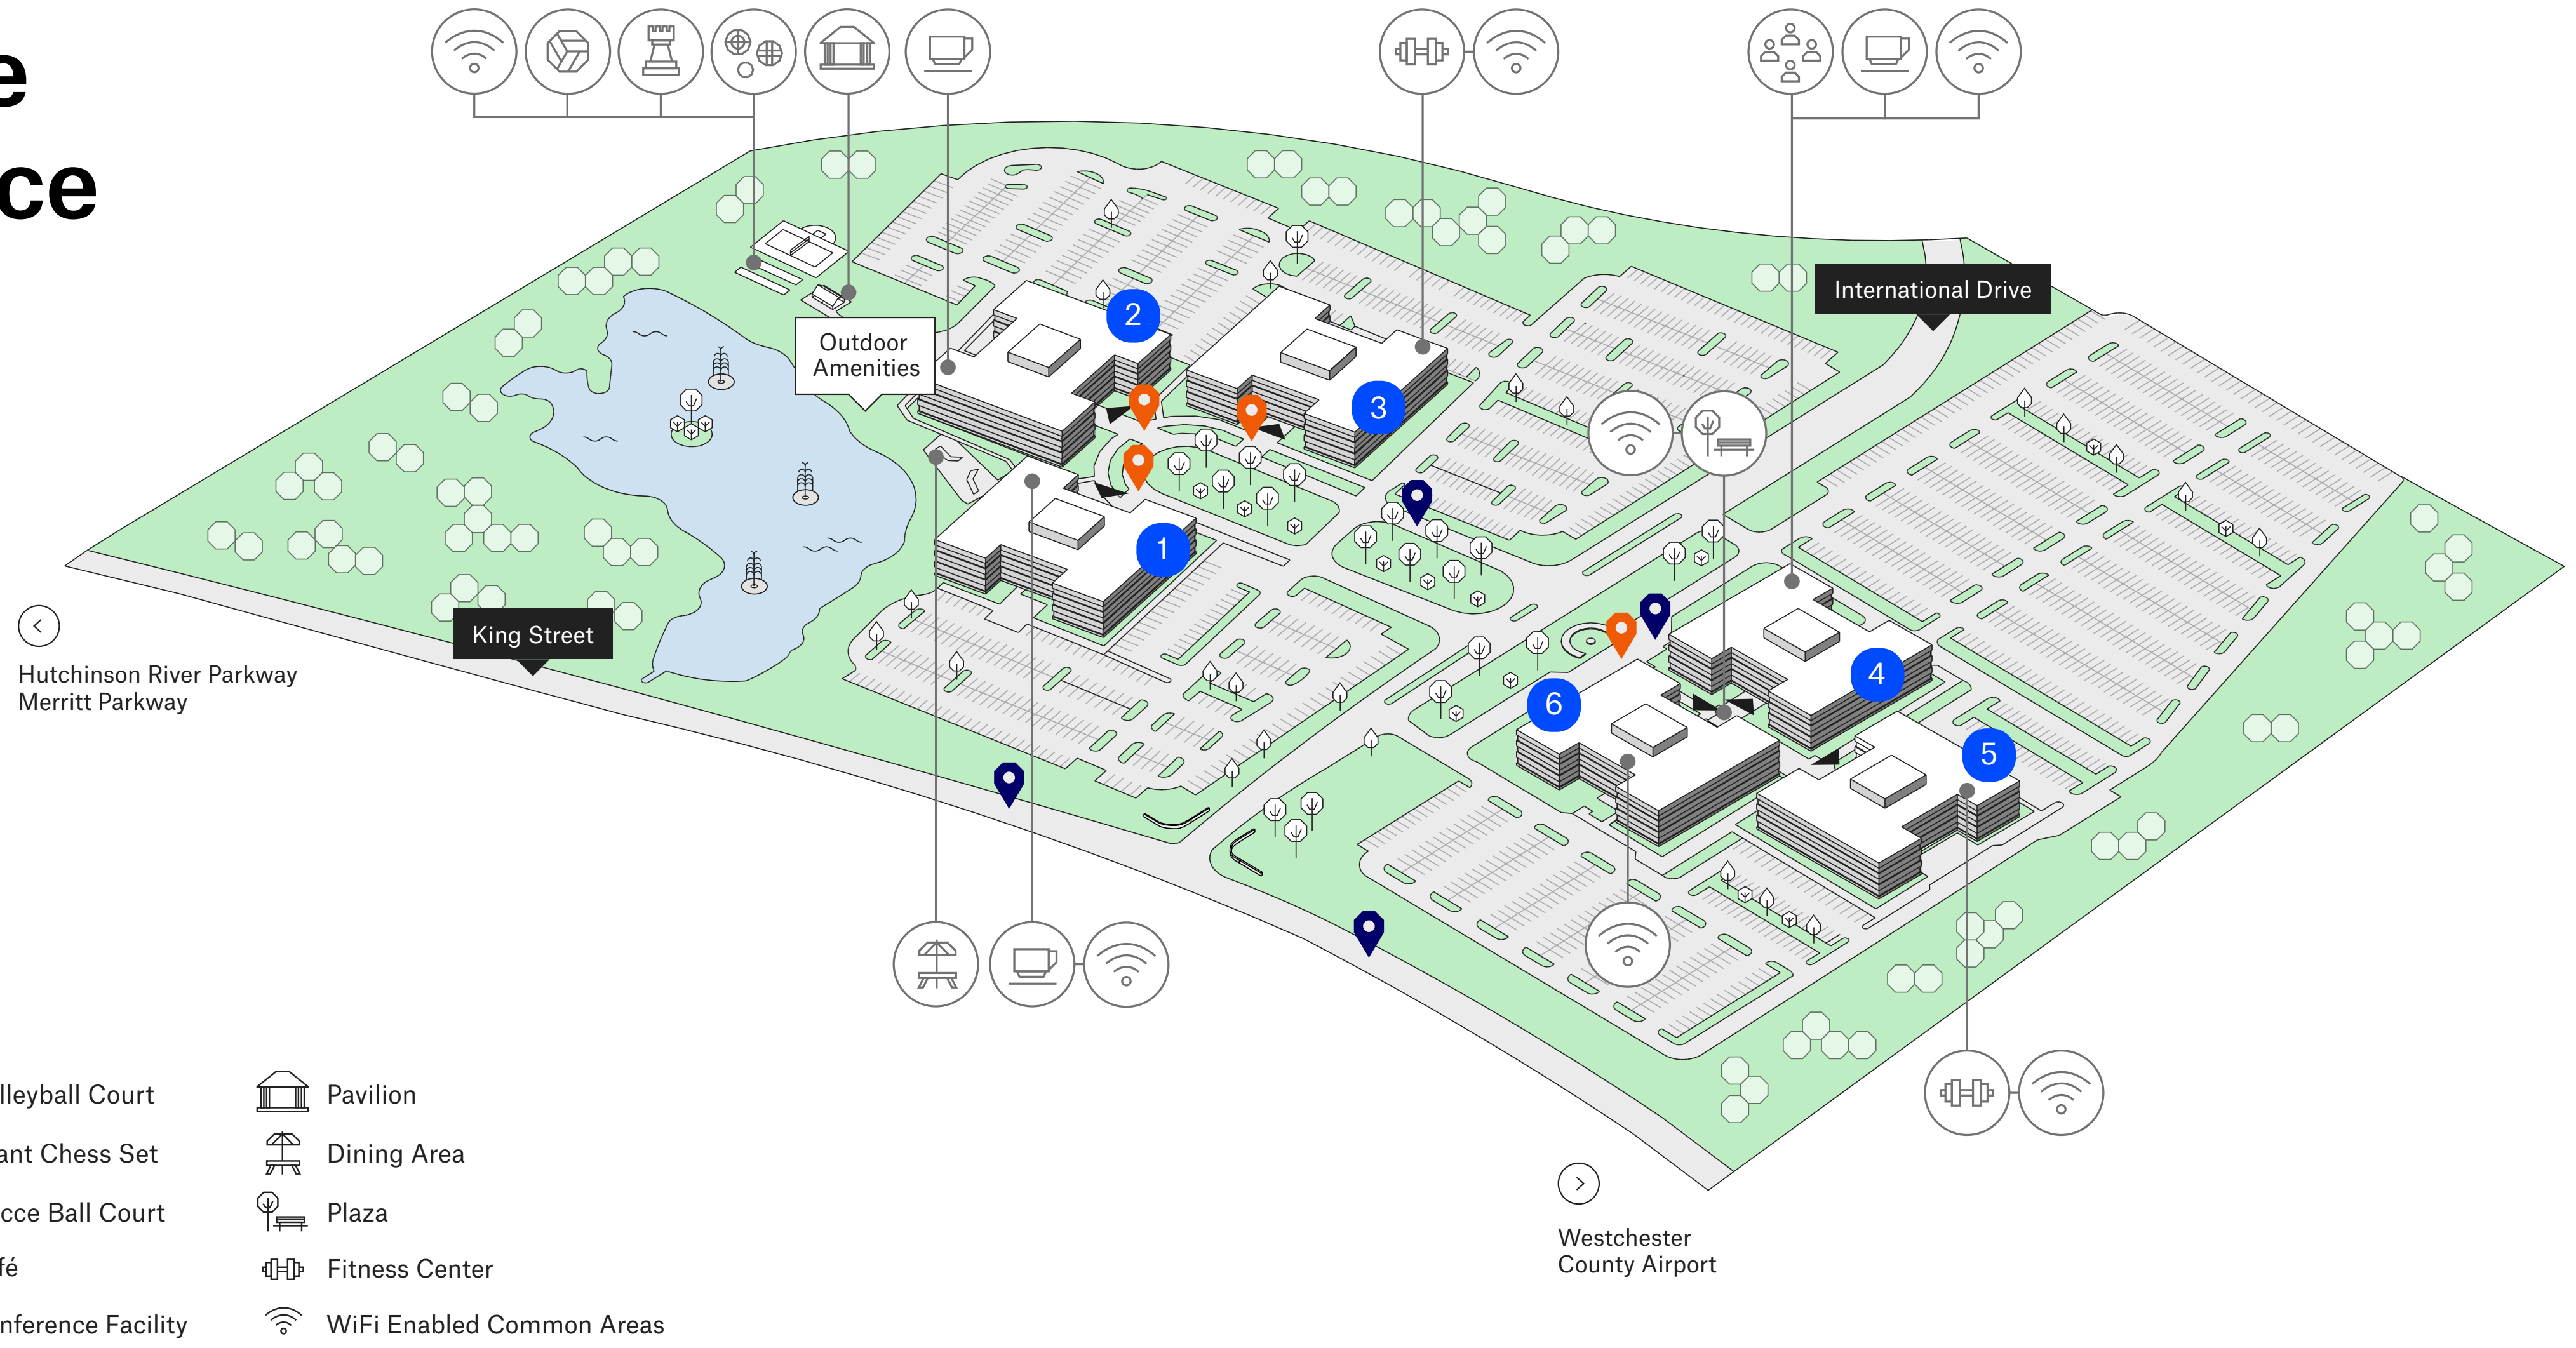 e
ce
International Drive
2
Outdoor
Amenities
3
1
4
King Street
6
5
Hutchinson River Parkway
Merritt Parkway
lleyball Court
ant Chess Set
cce Ball Court
fé
nference Facility
Pavilion
Dining Area
Plaza
Fitness Center
WiFi Enabled Common Areas
Westchester
County Airport